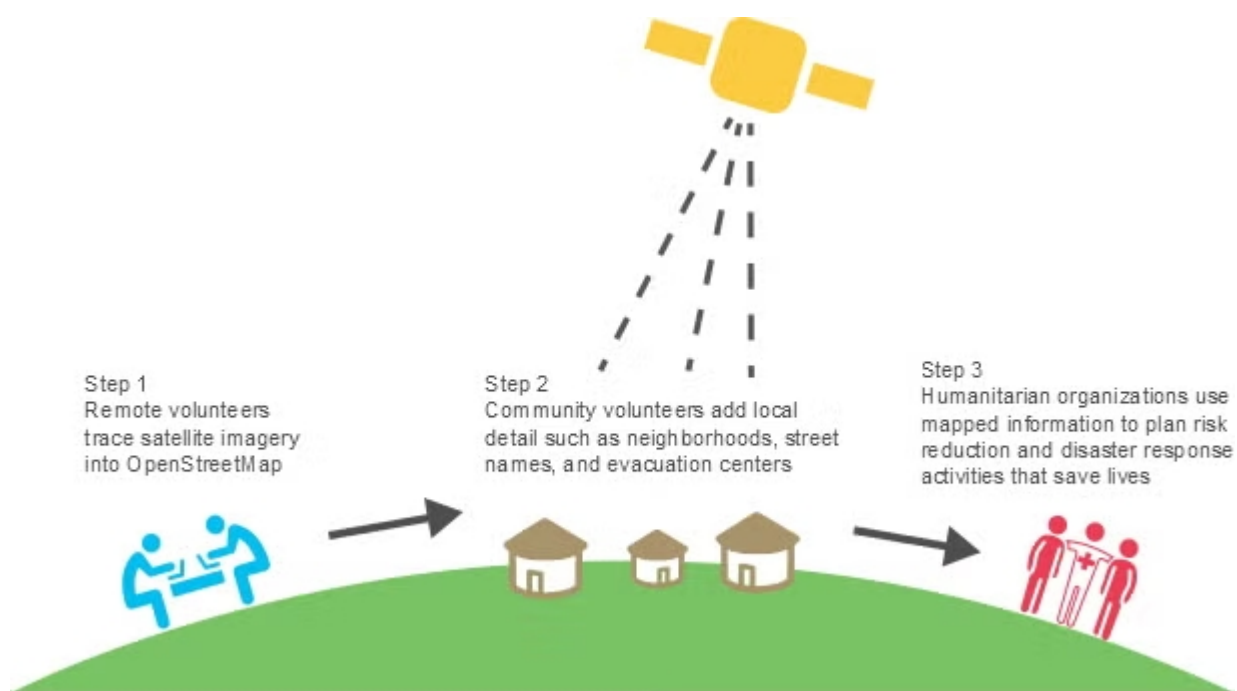 Step 1
Remote volunteers
trace satellite imagery
into OpenStreetMap
Step 2
Community volunteers add local
detail such as neighborhoods, street
names, and evacuation centers
Step 3
Humanitarian organizations use
mapped information to plan risk
reduction and disaster response
activities that save lives